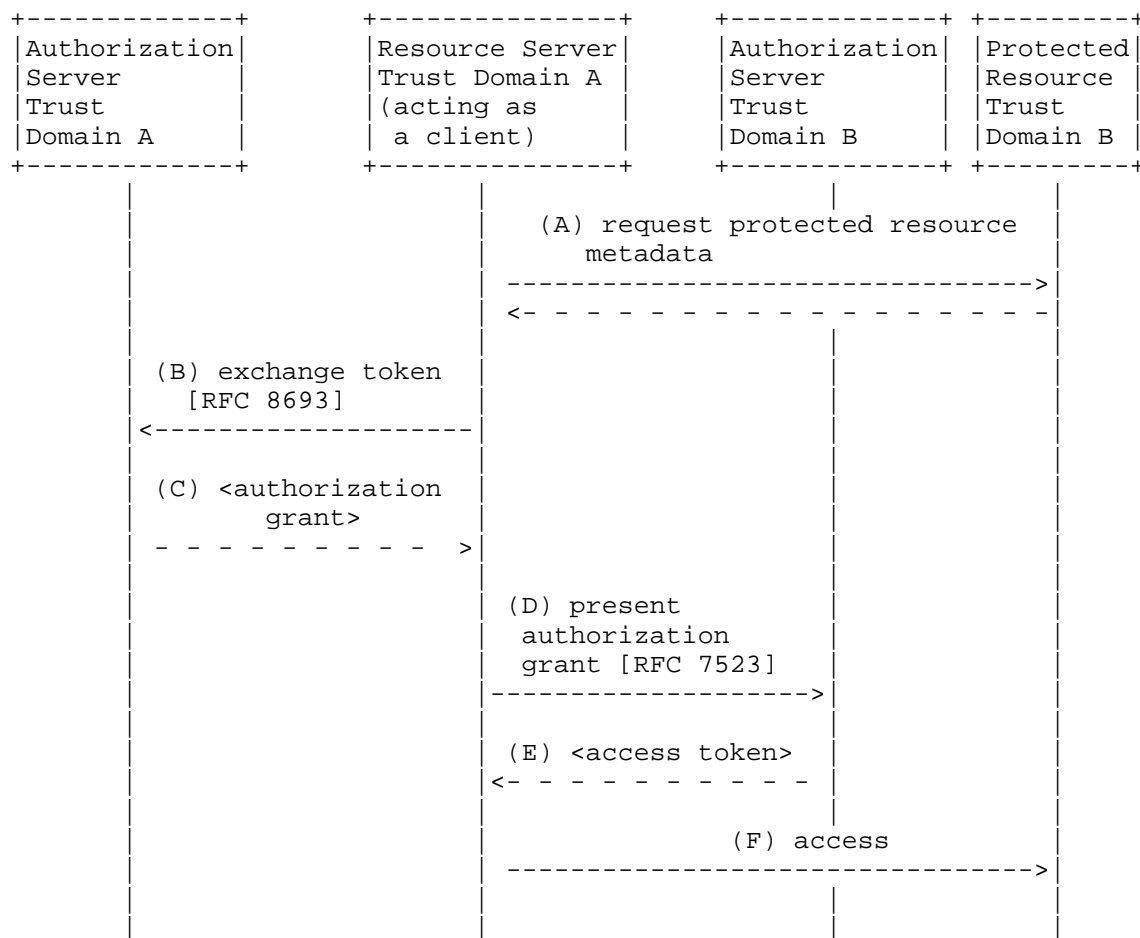 Authorization Server Trust Domain A
Resource Server Trust Domain A (acting as a client)
Authorization Server Trust Domain B
Protected Resource Trust Domain B
(A) request protected resource
metadata
(B) exchange token
[RFC 8693]
(C) <authorization
grant>
(D) present
authorization
grant [RFC 7523]
(E) <access token>
(F) access